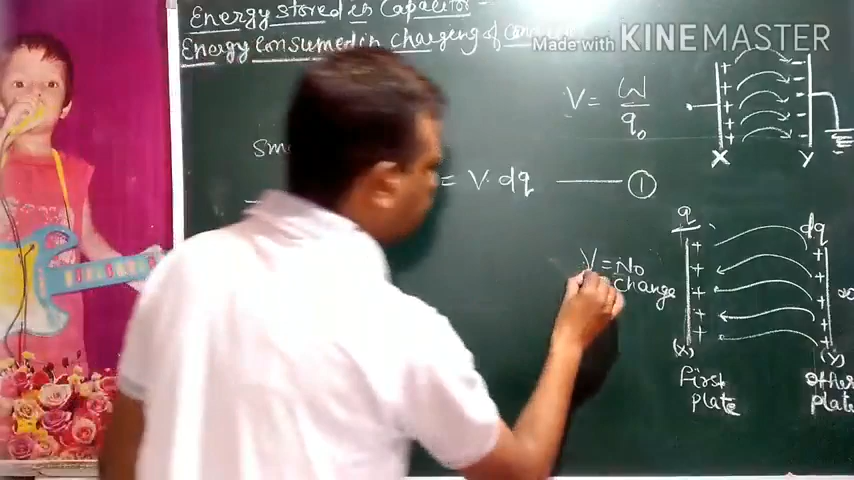 Energy stored in Capacitor -
Energy Consumed in charging of
Made with KINEMASTER
V = W / q₀
X Y
= V. dq ——— ①
q dq
V = No
Change
(X) (Y)
First Other
plate Plate